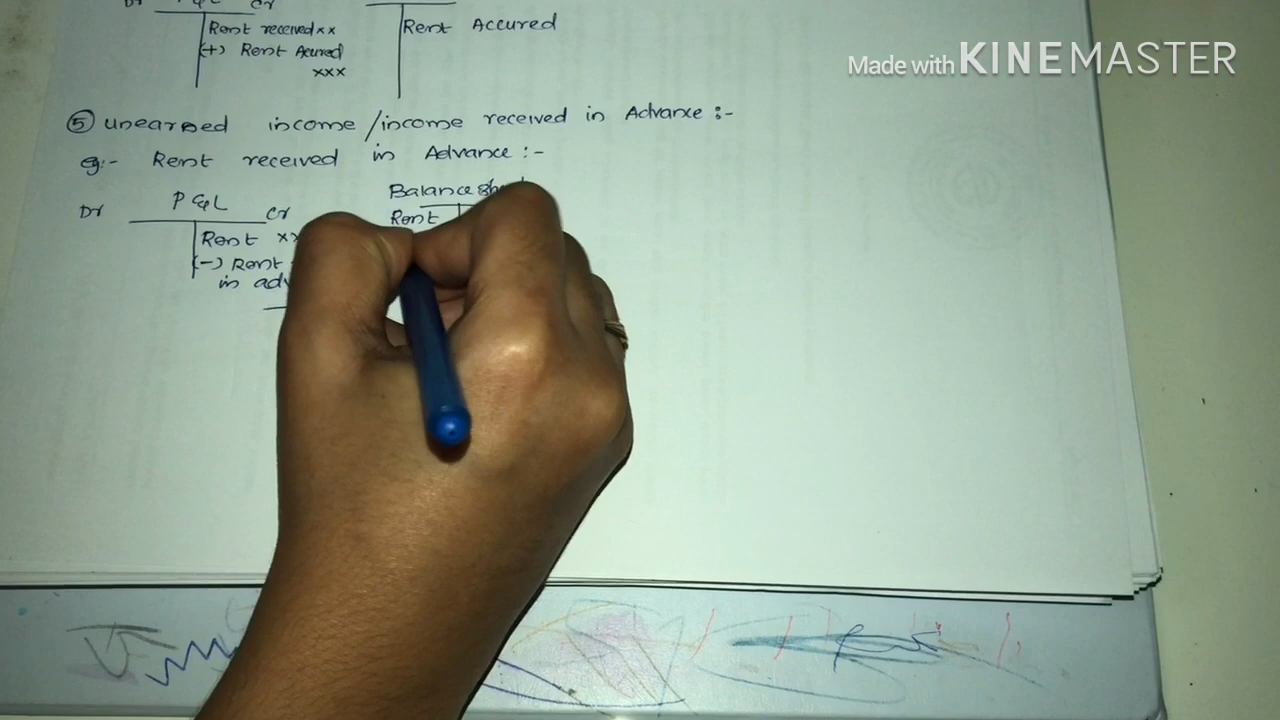 Dr P & L Cr
Rent received xx
(+) Rent Accured
xxx
Rent Accured
Made with KINEMASTER
⑤ unearned income/income received in Advance :-
eg:- Rent received in Advance :-
Dr P & L Cr
Rent xx
(-) Rent
in adv
Balance
Rent